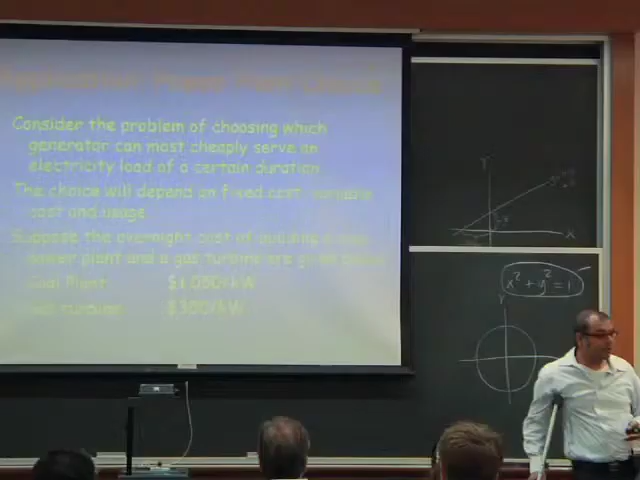 Consider the problem of choosing which
generator can most cheaply serve an
electricity load of a certain duration
The choice will depend on fixed cost, variable
cost and usage.
Suppose the overnight cost of building a
power plant and a gas turbine are given
Coal Plant: $1,050/kW
turbine $300/kW
Y
X
x² + y² = 1
Y